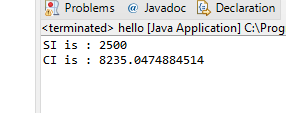 Problems @ Javadoc Declaration
<terminated> hello [Java Application] C:\Prog
SI is : 2500
CI is : 8235.0474884514